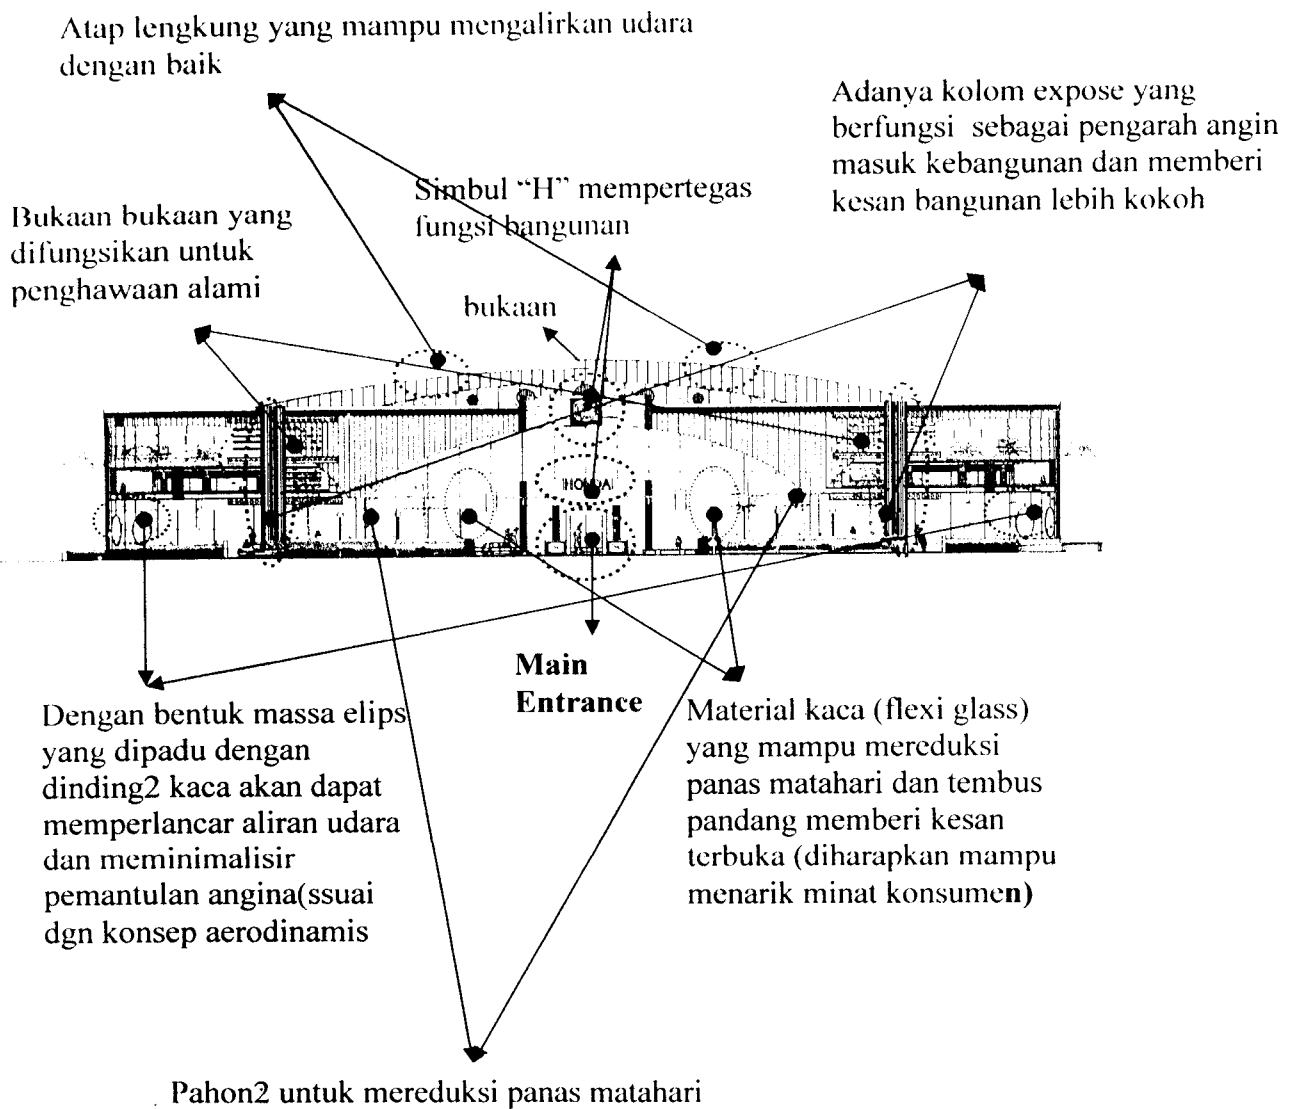 Atap lengkung yang mampu mengalirkan udara
dengan baik
Adanya kolom expose yang
berfungsi sebagai pengarah angin
masuk kebangunan dan memberi
kesan bangunan lebih kokoh
Simbul “H” mempertegas
fungsi bangunan
Bukaan bukaan yang
difungsikan untuk
penghawaan alami
bukaan
HONDA
Main
Entrance
Dengan bentuk massa elips
yang dipadu dengan
dinding2 kaca akan dapat
memperlancar aliran udara
dan meminimalisir
pemantulan angina(ssuai
dgn konsep aerodinamis
Material kaca (flexi glass)
yang mampu mereduksi
panas matahari dan tembus
pandang memberi kesan
terbuka (diharapkan mampu
menarik minat konsumen)
Pahon2 untuk mereduksi panas matahari